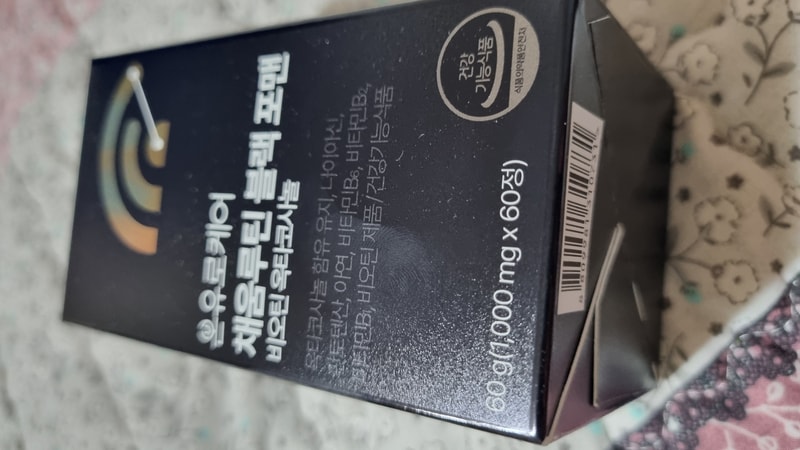 올유로케어
채움루틴 블랙 포맨
비오틴 옥타코사놀
옥타코사놀 함유 유지, 나이아신,
판토텐산, 아연, 비타민B₆, 비타민B₂,
비타민B₁, 비오틴 제품/건강기능식품
60 g(1,000 mg x 60정)
건강
기능식품
식품의약품안전처